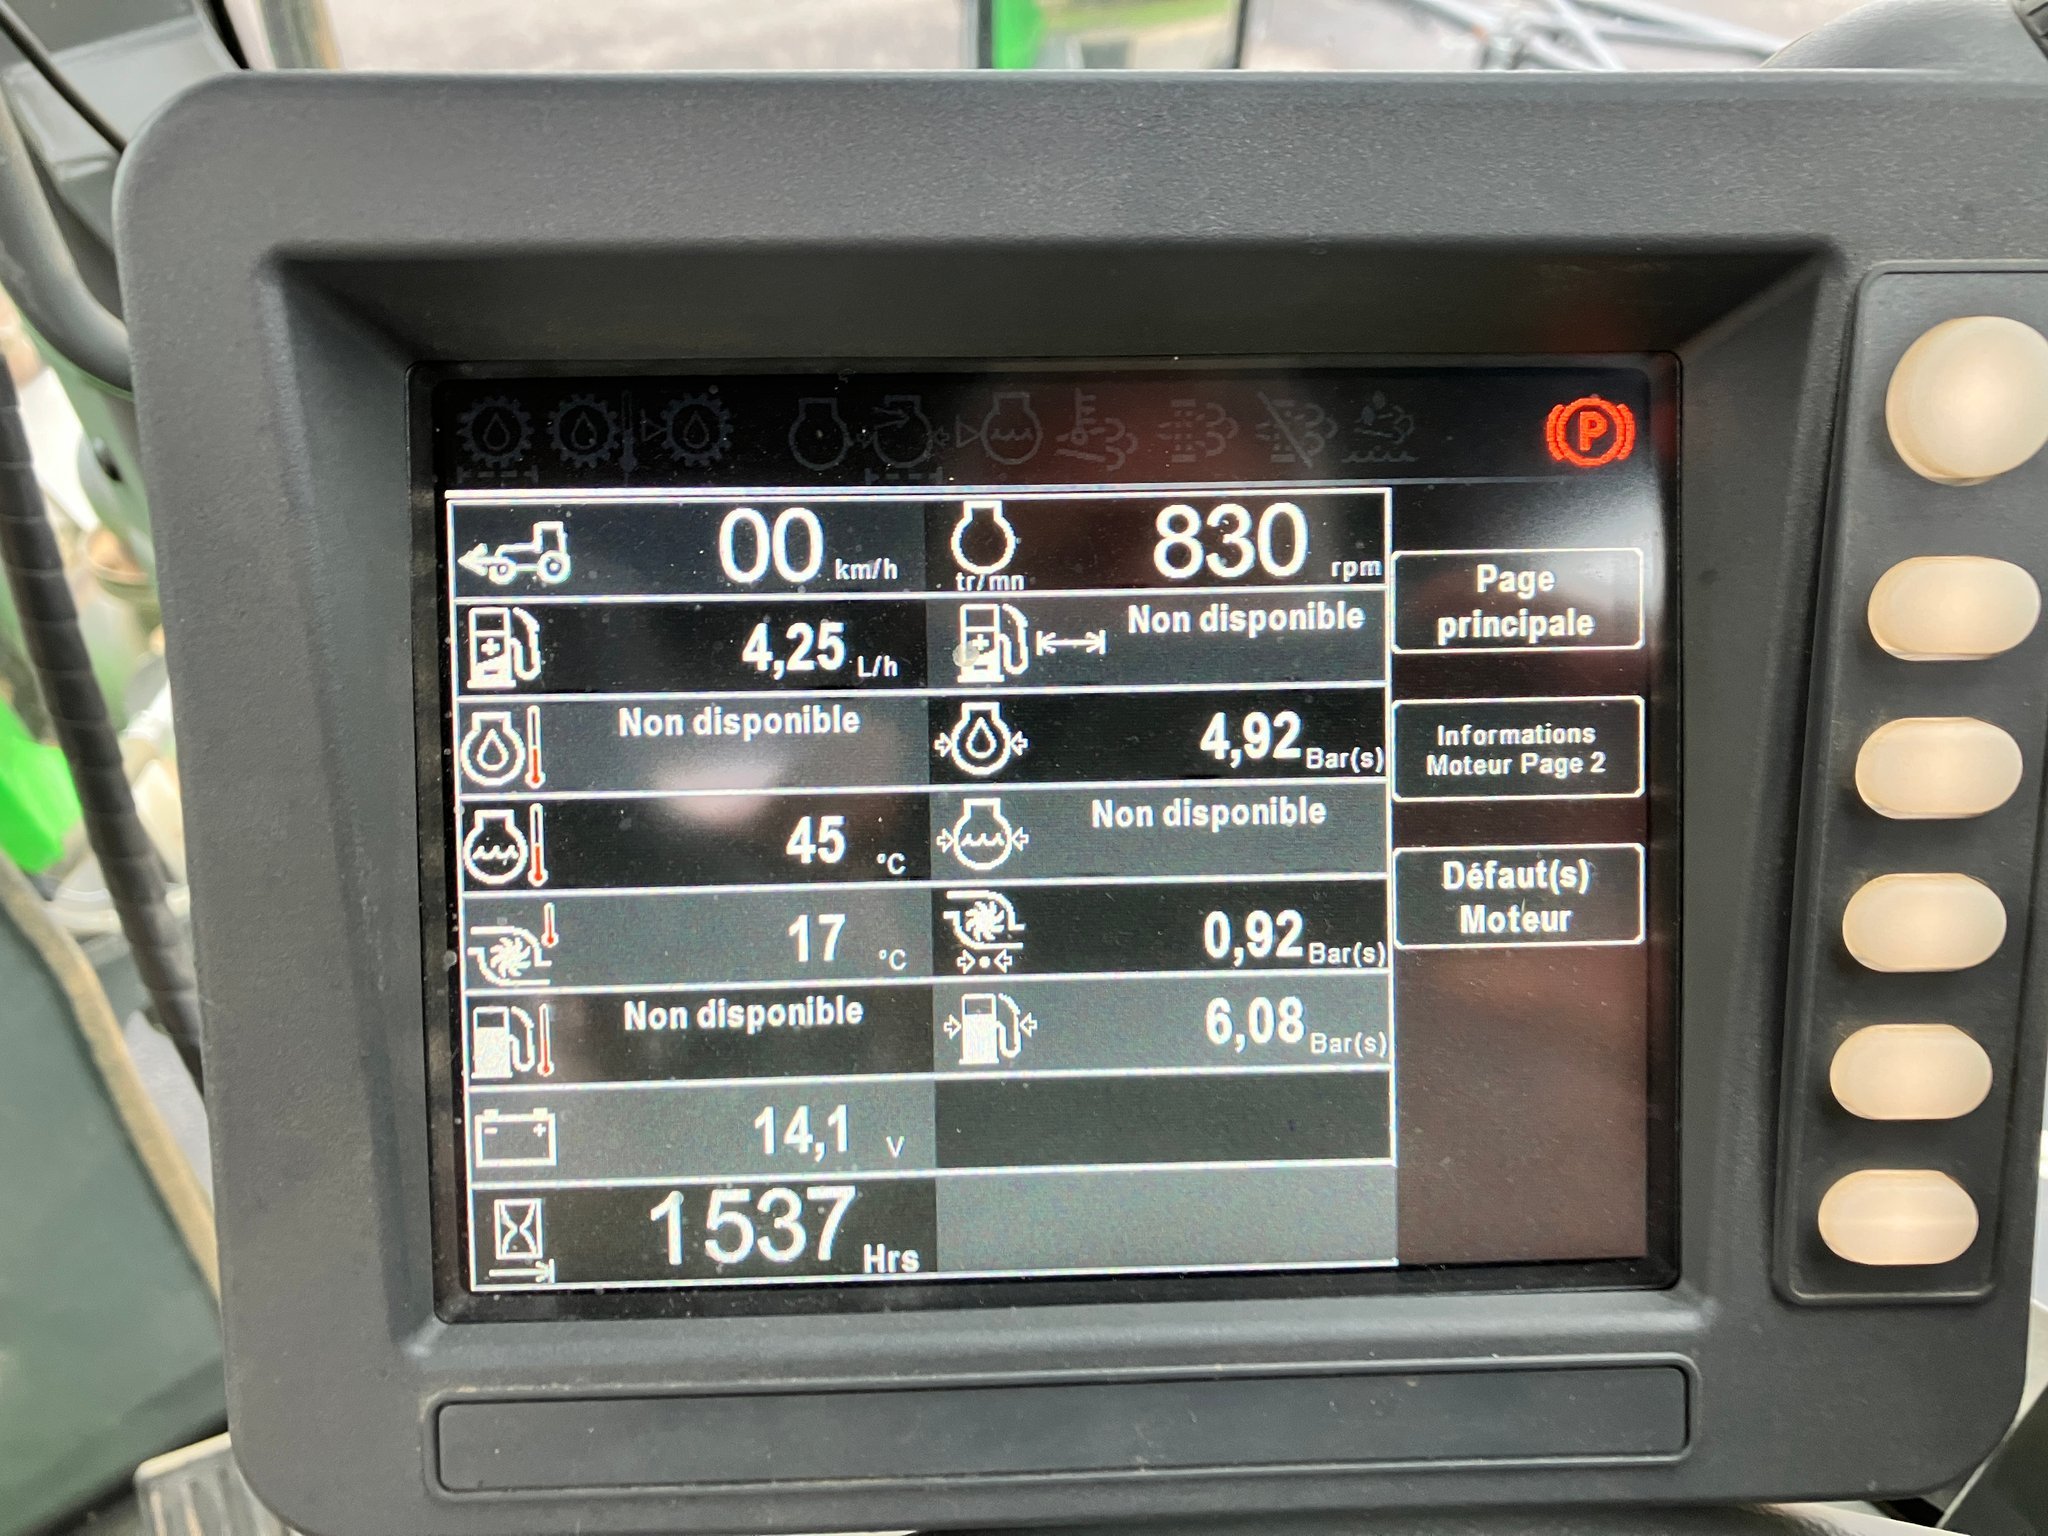 P
00 km/h
tr/mn
830 rpm
Page
principale
4,25 L/h
Non disponible
Non disponible
4,92 Bar(s)
Informations
Moteur Page 2
45 °C
Non disponible
Défaut(s)
Moteur
17 °C
0,92 Bar(s)
Non disponible
6,08 Bar(s)
14,1 V
1537 Hrs